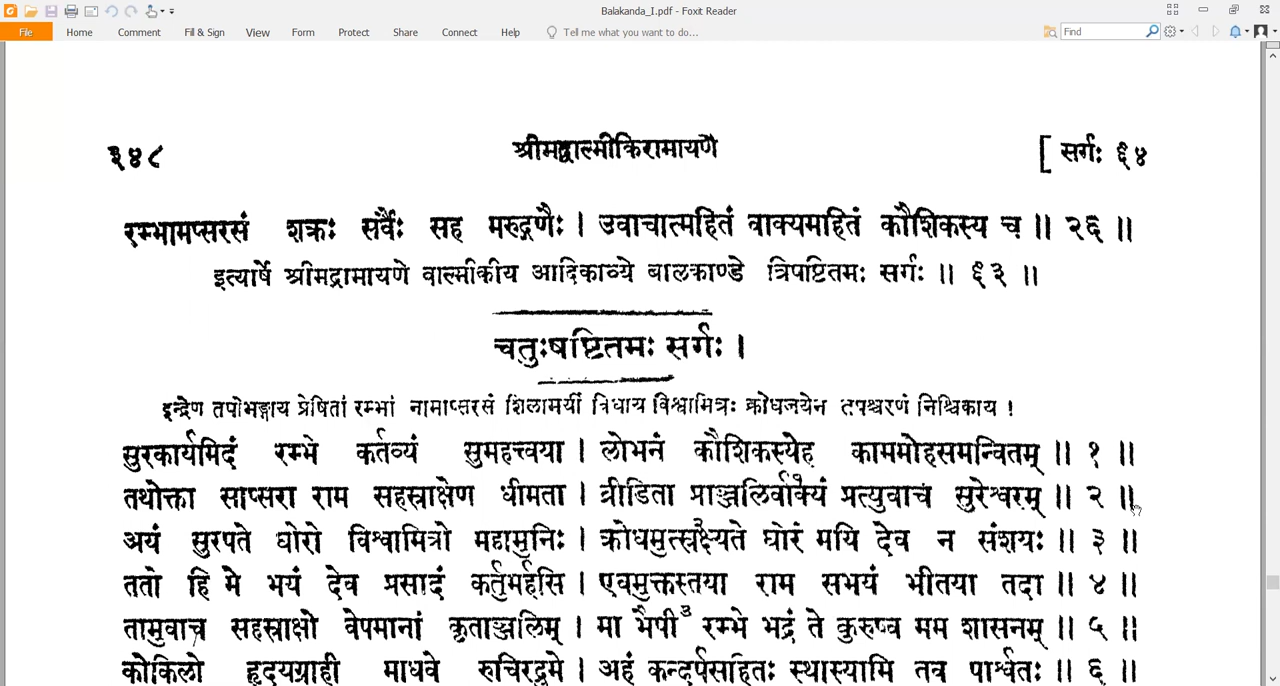 Balakanda_I.pdf - Foxit Reader
File Home Comment Fill & Sign View Form Protect Share Connect Help Tell me what you want to do... Find
३४८ श्रीमद्वाल्मीकिरामायणे [ सर्गः ६४
रम्भामप्सरसं शक्रः सर्वैः सह मरुद्गणैः । उवाचात्महितं वाक्यमहितं कौशिकस्य च ॥ २६ ॥
इत्यार्षे श्रीमद्रामायणे वाल्मीकीय आदिकाव्ये बालकाण्डे त्रिषष्टितमः सर्गः ॥ ६३ ॥
चतुःषष्टितमः सर्गः ।
इन्द्रेण तपोभङ्गाय प्रेषितां रम्भां नामाप्सरसं शिलामयीं विधाय विश्वामित्रः क्रोधजयेन तपश्चरणं निश्चिकाय ।
सुरकार्यमिदं रम्भे कर्तव्यं सुमहत्त्वया । लोभनं कौशिकस्येह काममोहसमन्वितम् ॥ १ ॥
तथोक्ता साप्सरा राम सहस्राक्षेण धीमता । व्रीडिता प्राञ्जलिर्वाक्यं प्रत्युवाच सुरेश्वरम् ॥ २ ॥
अयं सुरपते घोरो विश्वामित्रो महामुनिः । क्रोधमुत्स्रक्ष्यते घोरं मयि देव न संशयः ॥ ३ ॥
ततो हि मे भयं देव प्रसादं कर्तुमर्हसि । एवमुक्तस्तया राम सभयं भीतया तदा ॥ ४ ॥
तामुवाच सहस्राक्षो वेपमानां कृताञ्जलिम् । मा भैषी रम्भे भद्रं ते कुरुष्व मम शासनम् ॥ ५ ॥
कोकिलो हृदयग्राही माधवे रुचिरद्रुमे । अहं कन्दर्पसहितः स्थास्यामि तव पार्श्वतः ॥ ६ ॥